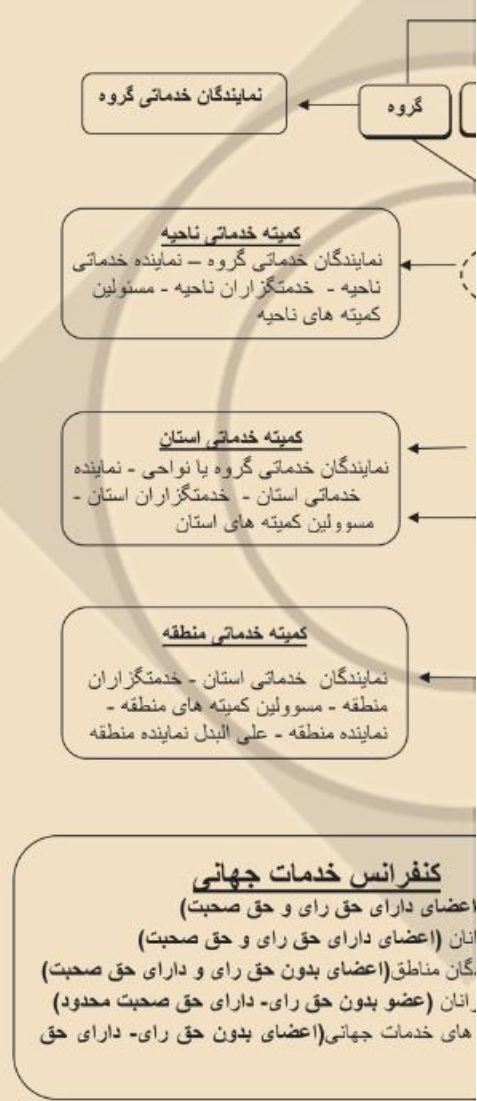 نمایندگان خدماتی گروه
گروه
کمیته خدماتی ناحیه
نمایندگان خدماتی گروه – نماینده خدماتی
ناحیه - خدمتگزاران ناحیه - مسئولین
کمیته های ناحیه
کمیته خدماتی استان
نمایندگان خدماتی گروه یا نواحی - نماینده
خدماتی استان - خدمتگزاران استان -
مسوولین کمیته های استان
کمیته خدماتی منطقه
نمایندگان خدماتی استان - خدمتگزاران
منطقه - مسوولین کمیته های منطقه -
نماینده منطقه - علی البدل نماینده منطقه
کنفرانس خدمات جهانی
اعضای دارای حق رای و حق صحبت)
(اعضای دارای حق رای و حق صحبت)
مناطق(اعضای بدون حق رای و دارای حق صحبت)
(عضو بدون حق رای- دارای حق صحبت محدود)
های خدمات جهانی(اعضای بدون حق رای- دارای حق